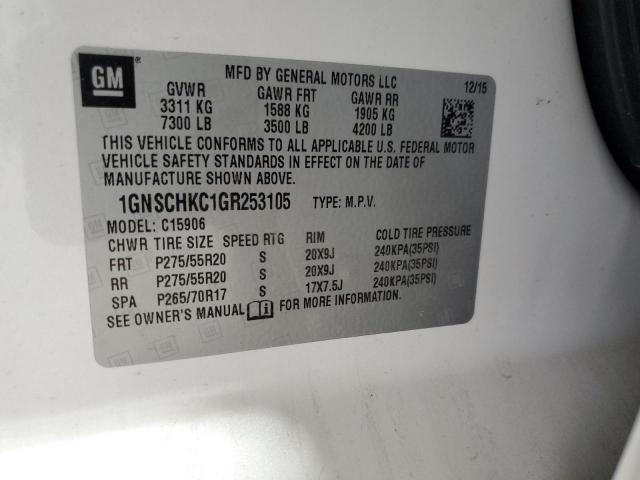 GM
MFD BY GENERAL MOTORS LLC
12/15
GVWR GAWR FRT GAWR RR
3311 KG 1588 KG 1905 KG
7300 LB 3500 LB 4200 LB
THIS VEHICLE CONFORMS TO ALL APPLICABLE U.S. FEDERAL MOTOR
VEHICLE SAFETY STANDARDS IN EFFECT ON THE DATE OF
MANUFACTURE SHOWN ABOVE.
1GNSCHKC1GR253105 TYPE: M.P.V.
MODEL: C15906
CHWR TIRE SIZE SPEED RTG RIM COLD TIRE PRESSURE
FRT P275/55R20 S 20X9J 240KPA(35PSI)
RR P275/55R20 S 20X9J 240KPA(35PSI)
SPA P265/70R17 S 17X7.5J 240KPA(35PSI)
SEE OWNER'S MANUAL FOR MORE INFORMATION.